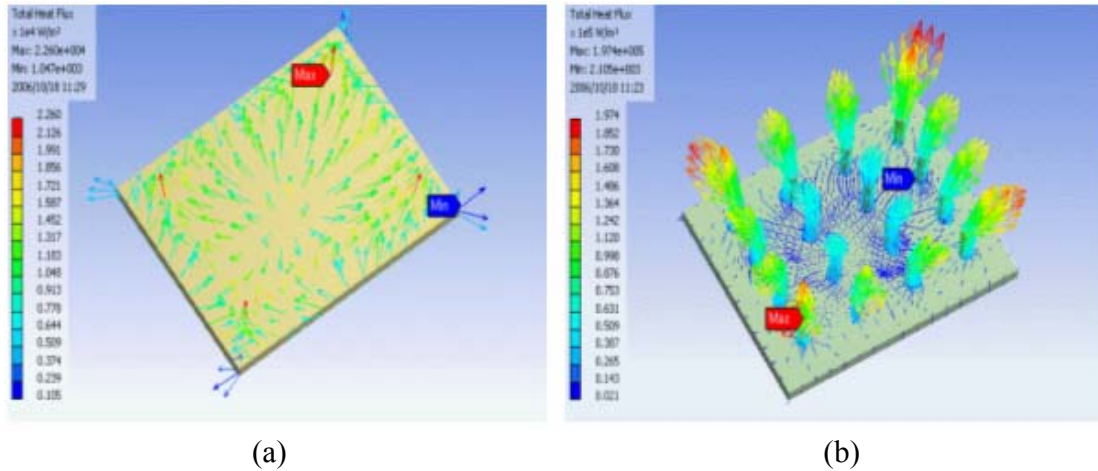 Total Heat Flux
x 1e4 W/m²
Max: 2.260e+004
Min: 1.047e+003
2006/10/18 11:29
2.260
2.126
1.991
1.856
1.721
1.587
1.452
1.317
1.183
1.048
0.913
0.778
0.644
0.509
0.374
0.239
0.105
Max
Min
(a)
Total Heat Flux
x 1e5 W/m²
Max: 1.974e+005
Min: 2.105e+003
2006/10/18 11:23
1.974
1.852
1.730
1.608
1.486
1.364
1.242
1.120
0.998
0.876
0.753
0.631
0.509
0.387
0.265
0.143
0.021
Min
Max
(b)